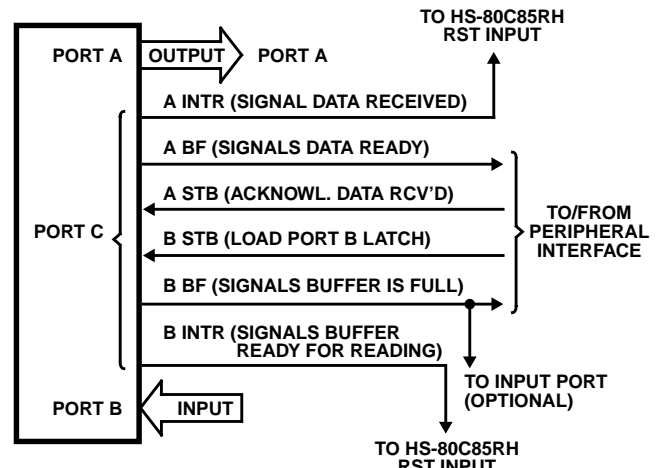 TO HS-80C85RH
RST INPUT
PORT A
OUTPUT
PORT A
A INTR (SIGNAL DATA RECEIVED)
A BF (SIGNALS DATA READY)
A STB (ACKNOWL. DATA RCV'D)
PORT C
TO/FROM
PERIPHERAL
INTERFACE
B STB (LOAD PORT B LATCH)
B BF (SIGNALS BUFFER IS FULL)
B INTR (SIGNALS BUFFER
READY FOR READING)
TO INPUT PORT
(OPTIONAL)
PORT B
INPUT
TO HS-80C85RH
RST INPUT